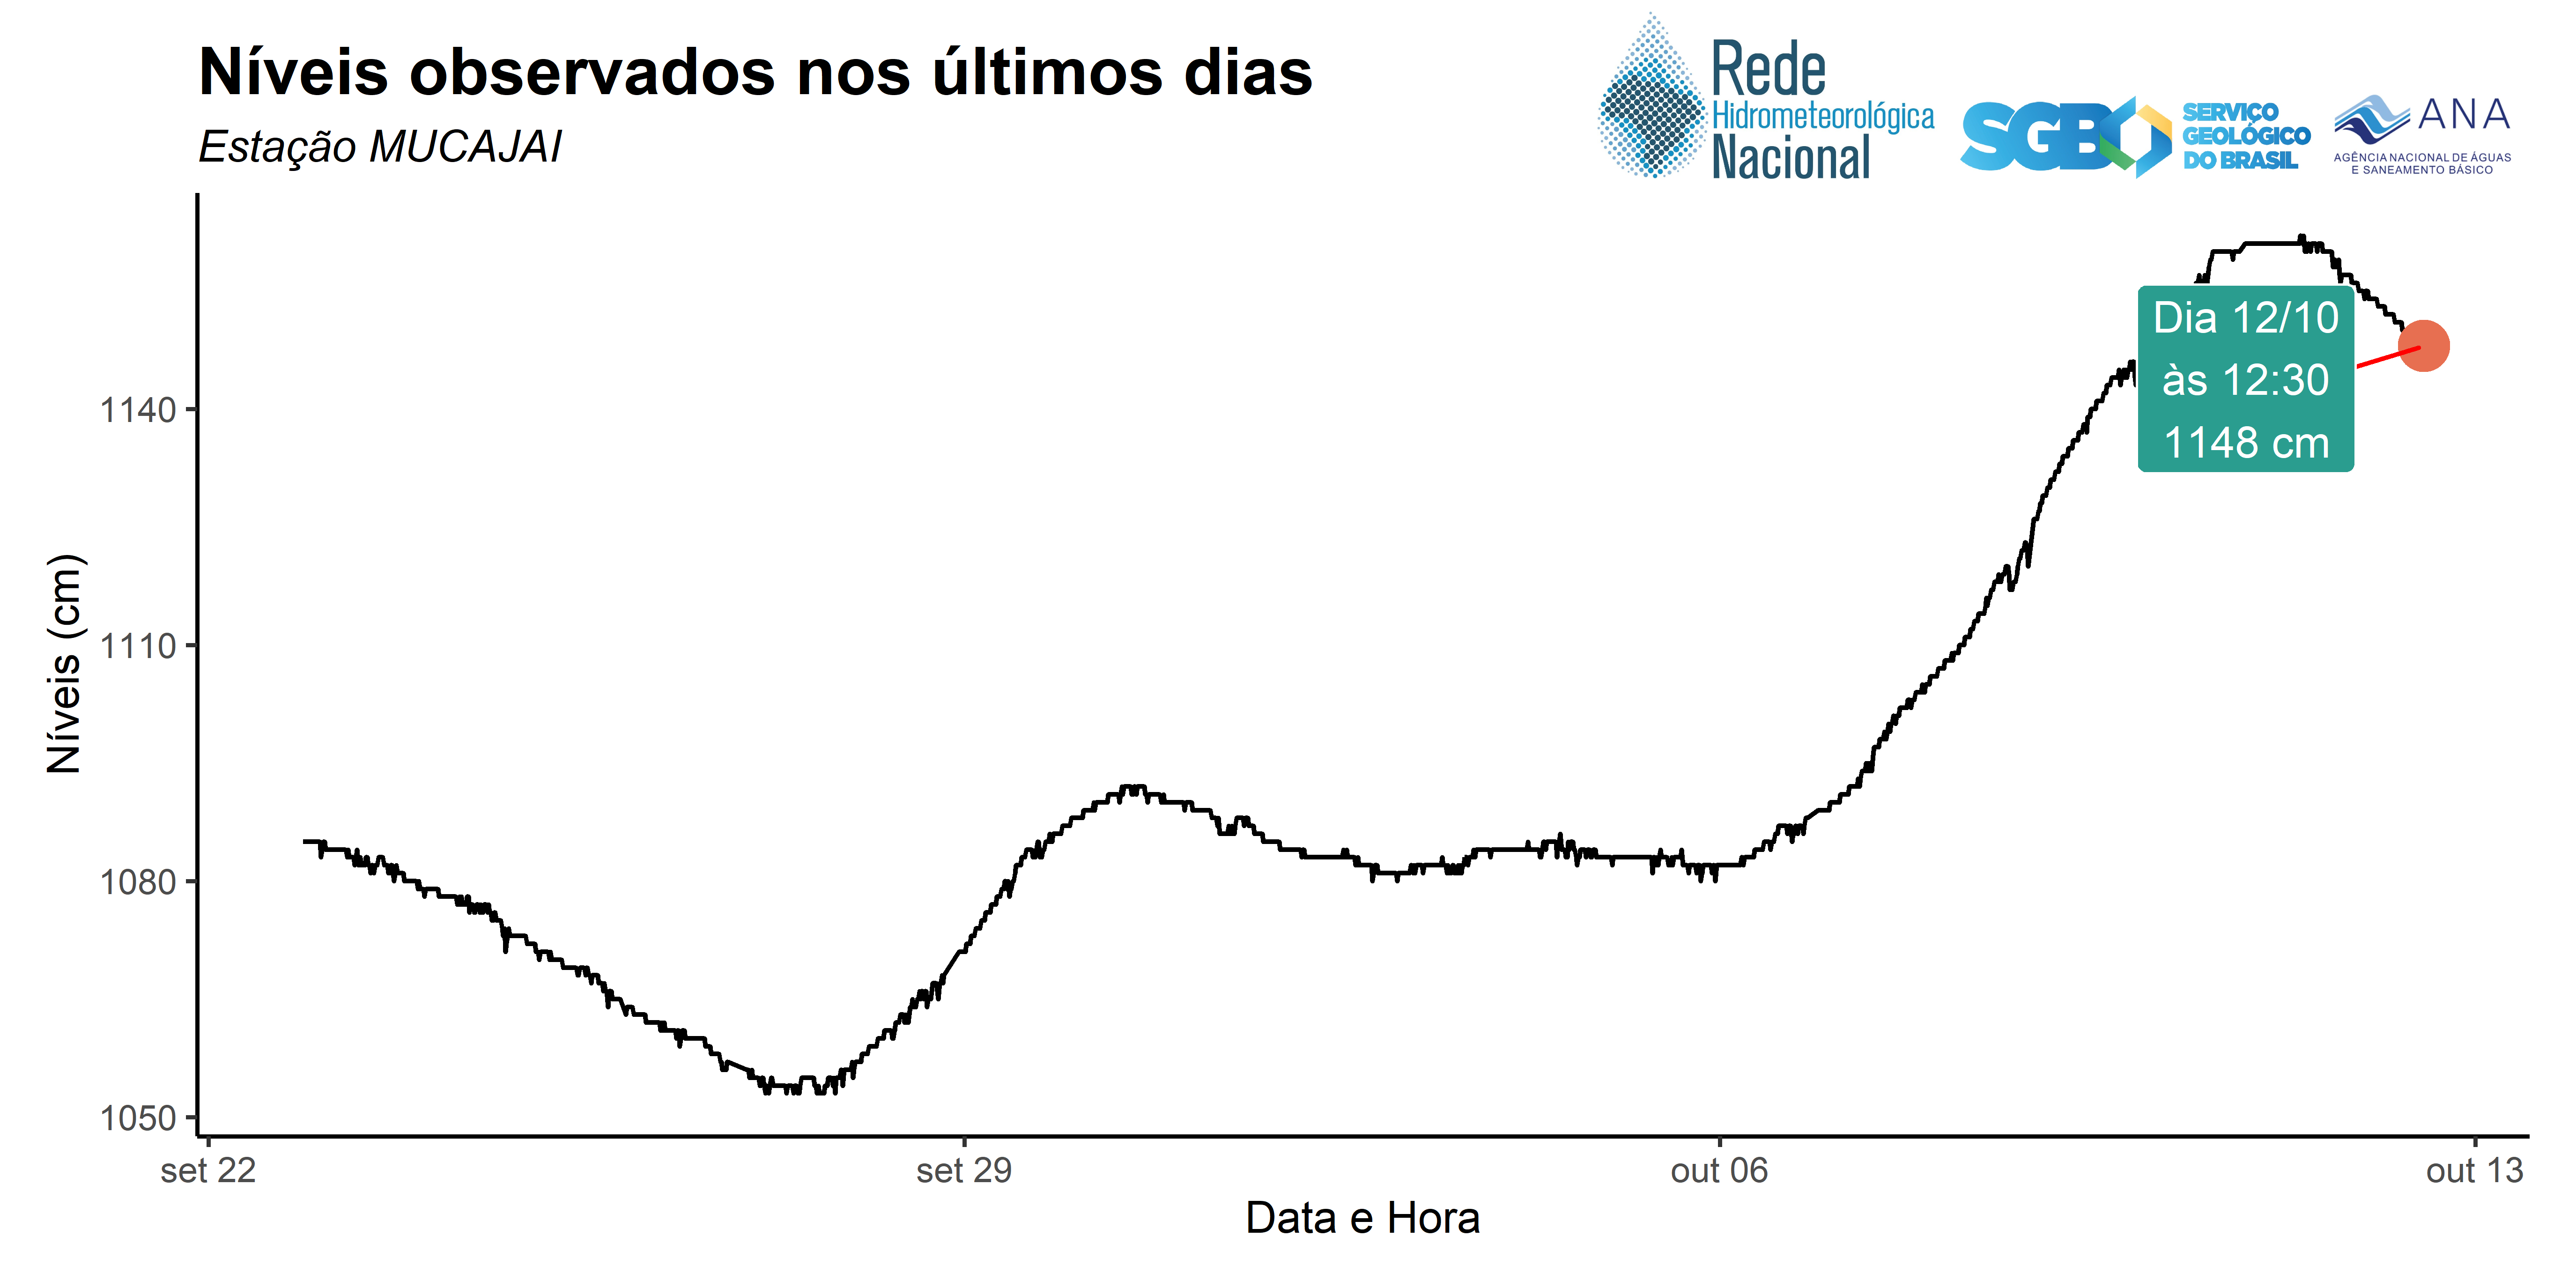 Níveis observados nos últimos dias
Estação MUCAJAI
Rede
Hidrometeorológica
Nacional
SGB
SERVIÇO
GEOLÓGICO
DO BRASIL
ANA
AGÊNCIA NACIONAL DE ÁGUAS
E SANEAMENTO BÁSICO
Dia 12/10
às 12:30
1148 cm
Níveis (cm)
1140
1110
1080
1050
set 22
set 29
out 06
out 13
Data e Hora